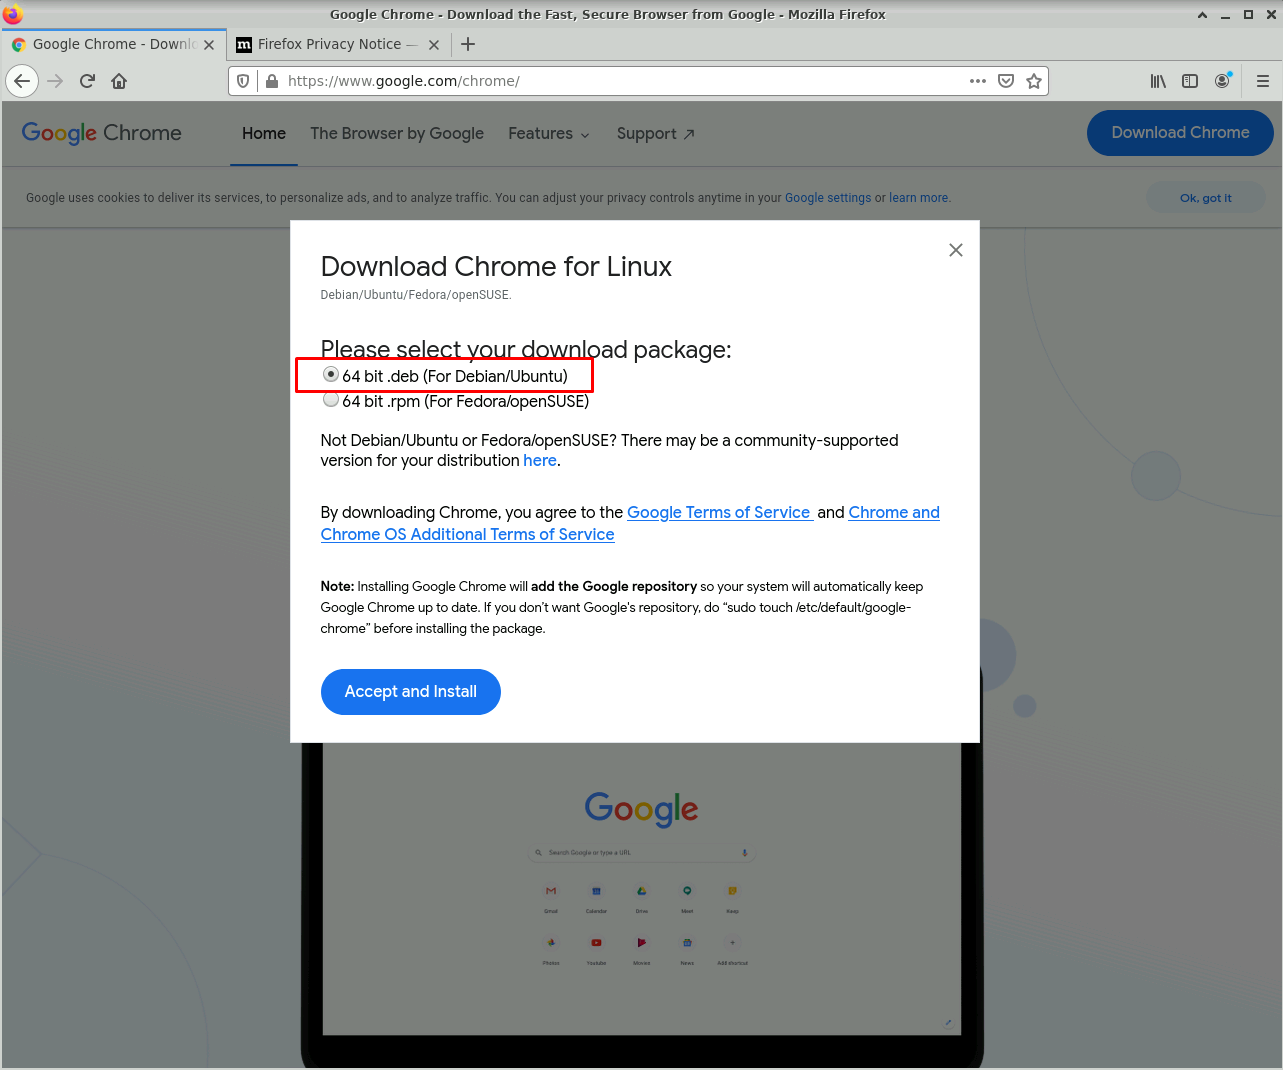 Google Chrome - Download the Fast, Secure Browser from Google - Mozilla Firefox
Google Chrome - Downlo
m Firefox Privacy Notice —
https://www.google.com/chrome/
Google Chrome Home The Browser by Google Features Support Download Chrome
Google uses cookies to deliver its services, to personalize ads, and to analyze traffic. You can adjust your privacy controls anytime in your Google settings or learn more.
Ok, got it
Download Chrome for Linux
Debian/Ubuntu/Fedora/openSUSE.
Please select your download package:
64 bit .deb (For Debian/Ubuntu)
64 bit .rpm (For Fedora/openSUSE)
Not Debian/Ubuntu or Fedora/openSUSE? There may be a community-supported
version for your distribution here.
By downloading Chrome, you agree to the Google Terms of Service and Chrome and
Chrome OS Additional Terms of Service
Note: Installing Google Chrome will add the Google repository so your system will automatically keep
Google Chrome up to date. If you don’t want Google's repository, do “sudo touch /etc/default/google-
chrome” before installing the package.
Accept and Install
Google
Search Google or type a URL
Gmail Calendar Drive Meet Keep
Photos Youtube Movies News Add shortcut